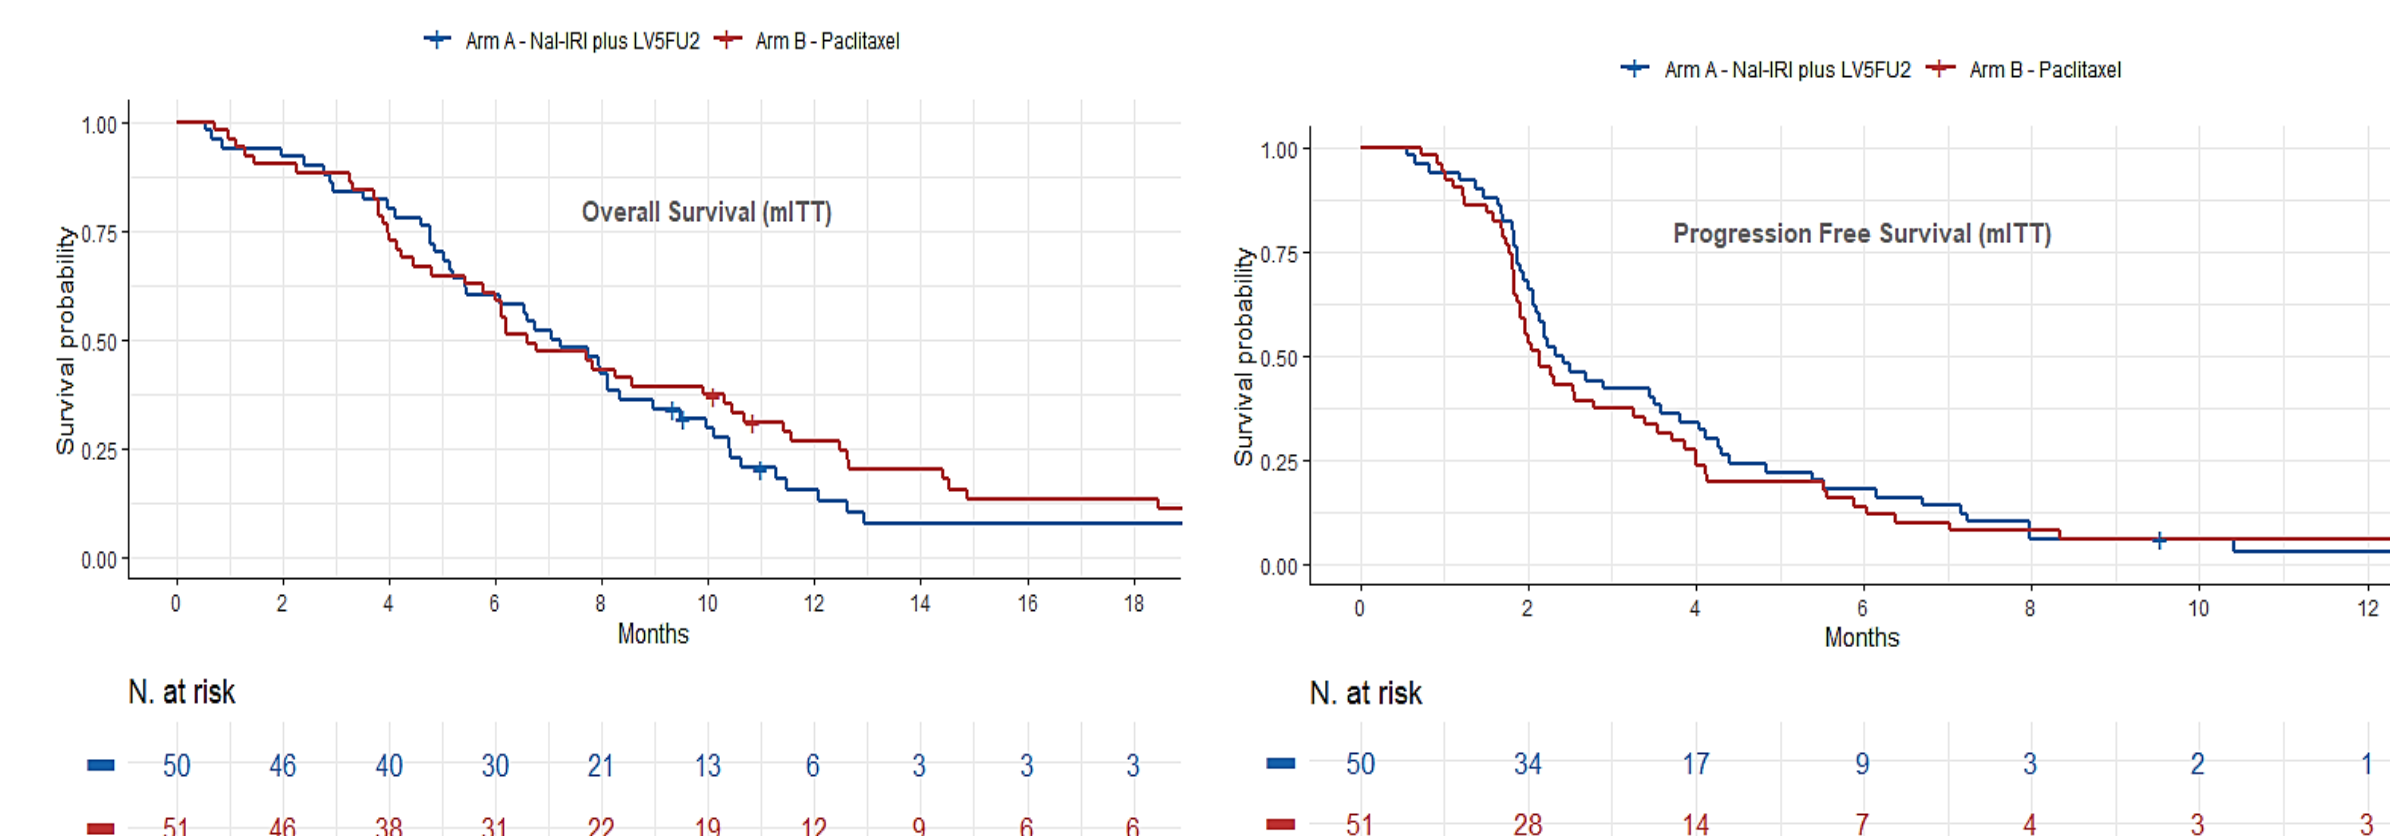 Arm A - Nal-IRI plus LV5FU2 Arm B - Paclitaxel
Overall Survival (mITT)
Survival probability
1.00
0.75
0.50
0.25
0.00
0 2 4 6 8 10 12 14 16 18
Months
N. at risk
50 46 40 30 21 13 6 3 3 3
51 46 38 31 22 19 12 9 6 6
Arm A - Nal-IRI plus LV5FU2 Arm B - Paclitaxel
Progression Free Survival (mITT)
Survival probability
1.00
0.75
0.50
0.25
0.00
0 2 4 6 8 10 12
Months
N. at risk
50 34 17 9 3 2 1
51 28 14 7 4 3 3